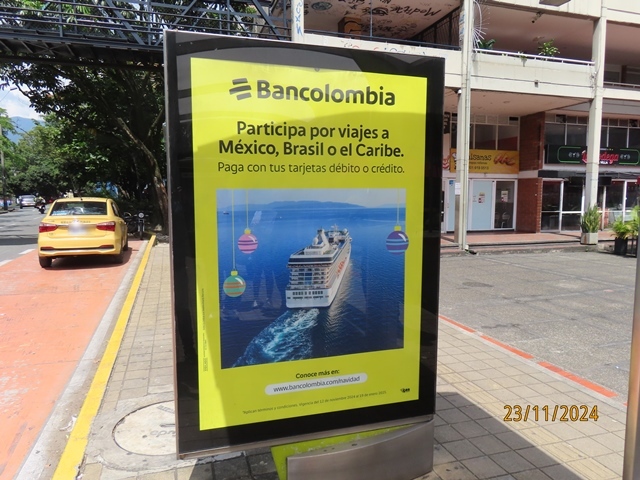 Bancolombia
Participa por viajes a
México, Brasil o el Caribe.
Paga con tus tarjetas débito o crédito.
Conoce más en:
www.bancolombia.com/navidad
23/11/2024